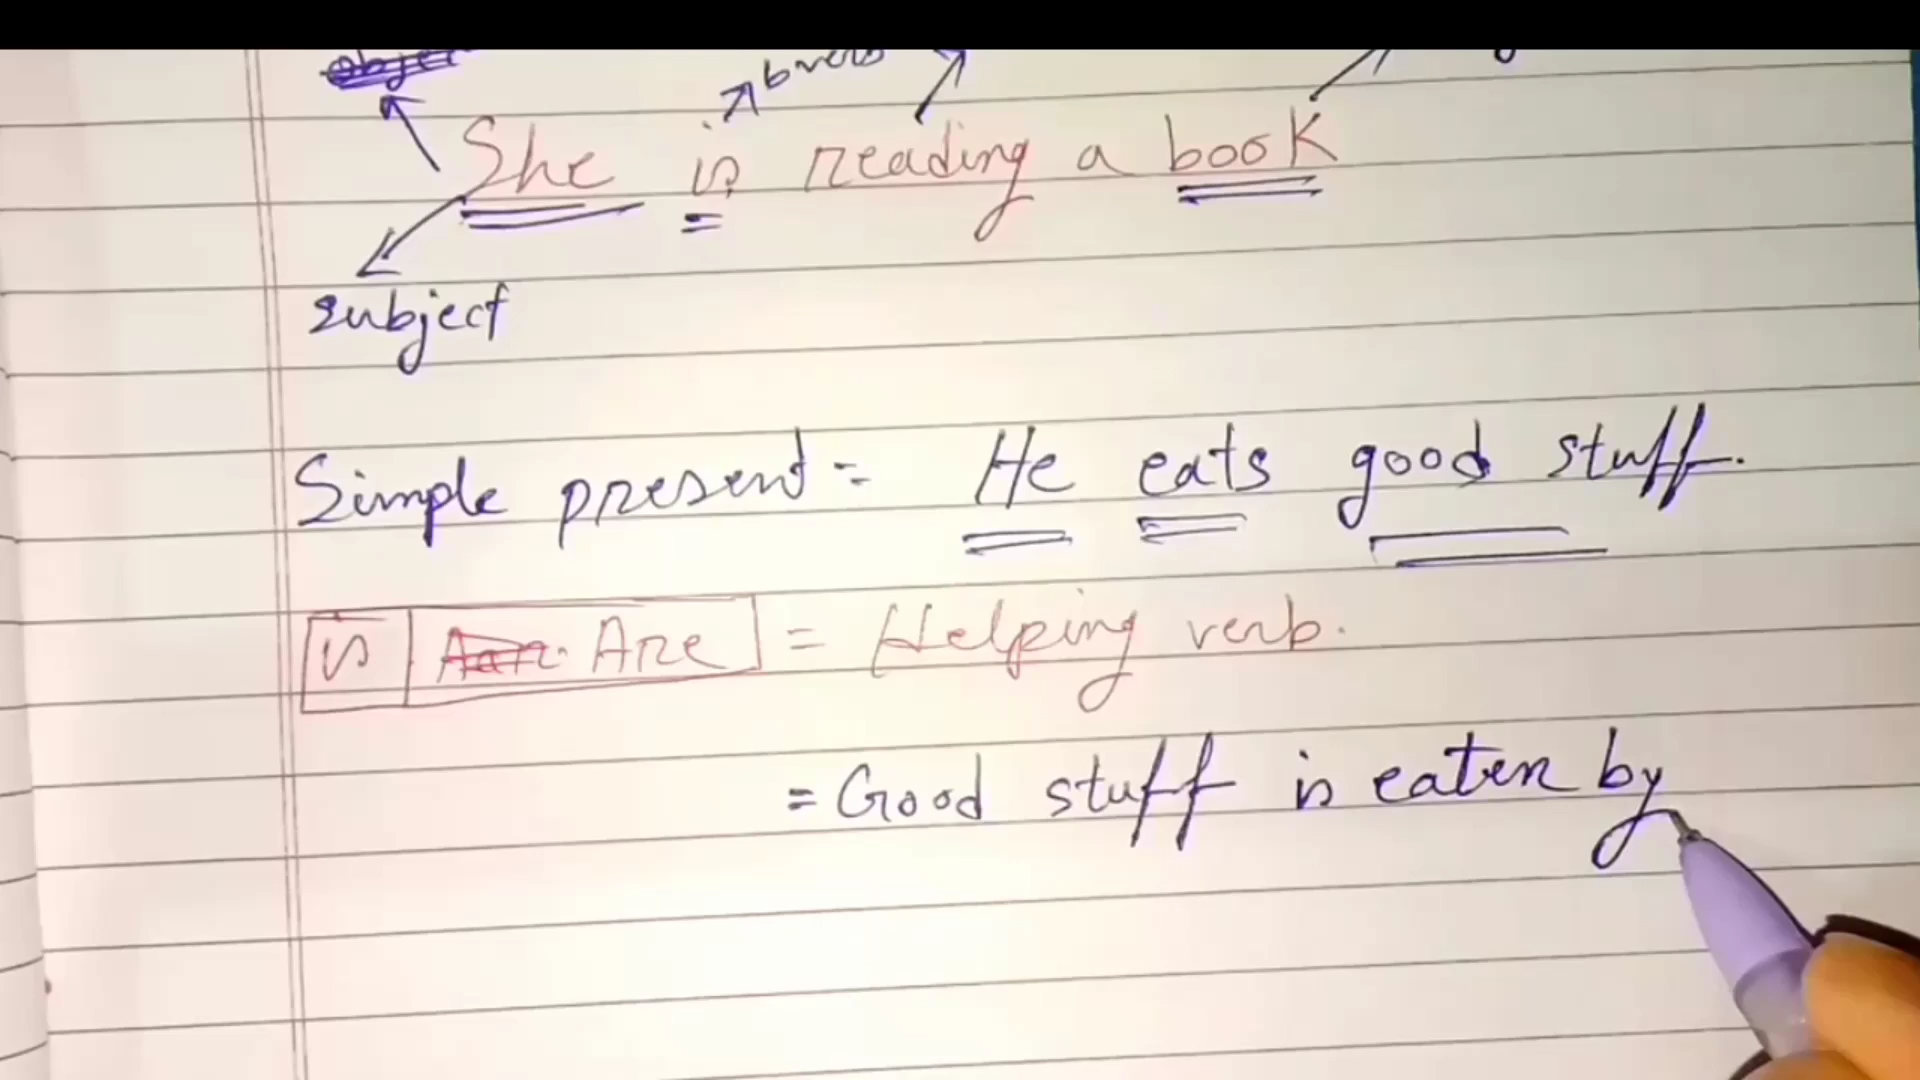 She is reading a book
subject
Simple present = He eats good stuff.
is Are = Helping verb.
= Good stuff is eaten by